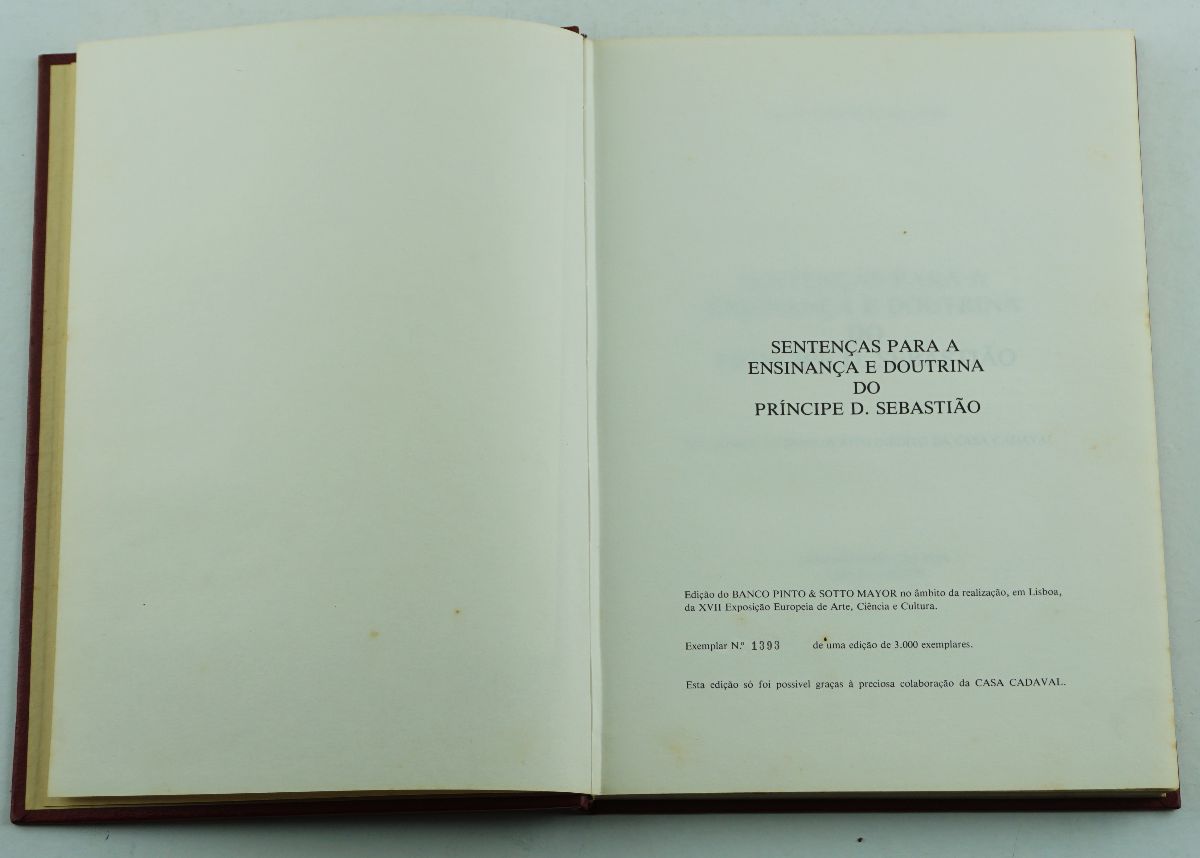 SENTENÇAS PARA A
ENSINANÇA E DOUTRINA
DO
PRÍNCIPE D. SEBASTIÃO
Edição do BANCO PINTO & SOTTO MAYOR no âmbito da realização, em Lisboa,
da XVII Exposição Europeia de Arte, Ciência e Cultura.
Exemplar N.º 1393 de uma edição de 3.000 exemplares.
Esta edição só foi possível graças à preciosa colaboração da CASA CADAVAL.